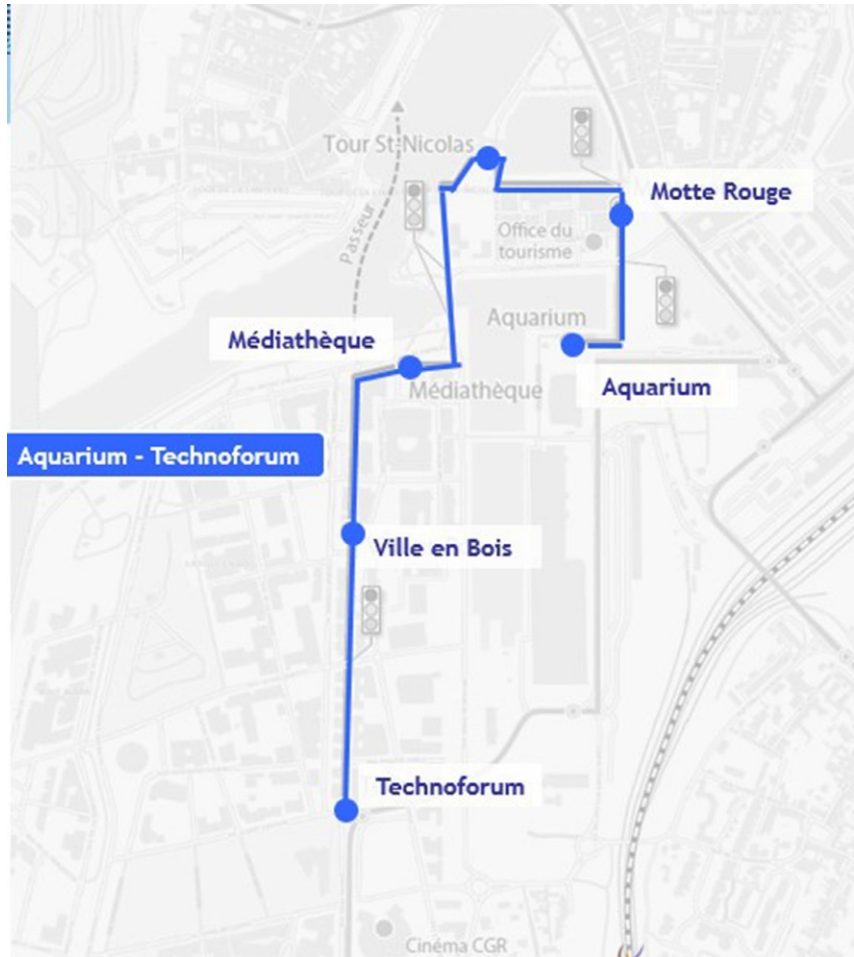 Tour St-Nicolas
Motte Rouge
Passeur
Office du
tourisme
Aquarium
Médiathèque
Médiathèque
Aquarium
Aquarium - Technoforum
Ville en Bois
Technoforum
Cinéma CGR